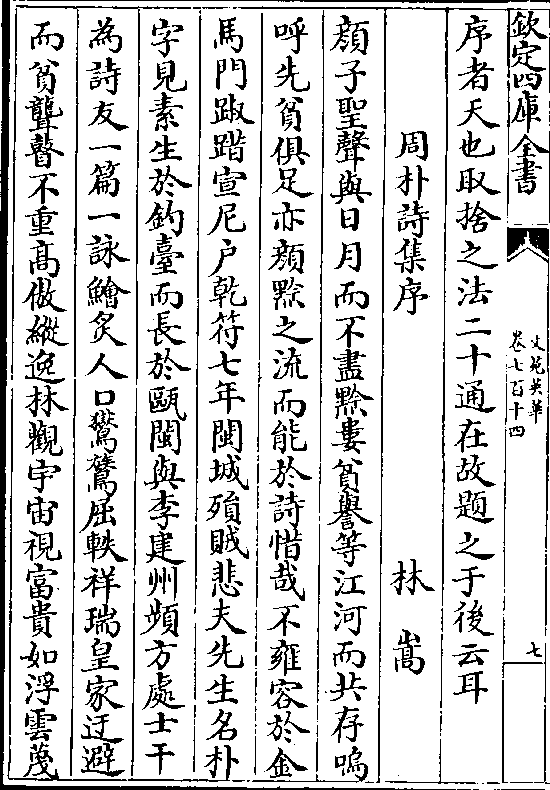 欽定四庫全書
文苑英華
卷七百十四
七
序者天也取捨之法二十通在故題之于後云耳
周朴詩集序 林嵩
顔子聖聲與日月而不盡黔婁貧譽等江河而共存嗚
呼先貧俱足亦顔黔之流而能於詩惜哉不雍容於金
馬門踧踖宣尼户乾符七年閩城殞賊悲夫先生名朴
字見素生於釣臺而長於甌閩與李建州頻方處士干
為詩友一篇一詠鱠炙人口鸑鷟屈軼祥瑞皇家迂避
而貧聾瞽不重高傲縱逸林觀宇宙視富貴如浮雲蔑